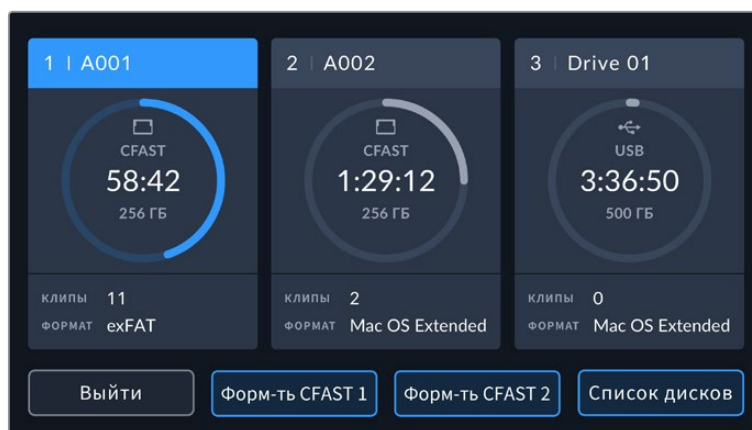 1 | A001
2 | A002
3 | Drive 01
CFAST
58:42
256 ГБ
CFAST
1:29:12
256 ГБ
USB
3:36:50
500 ГБ
КЛИПЫ 11
ФОРМАТ exFAT
КЛИПЫ 2
ФОРМАТ Mac OS Extended
КЛИПЫ 0
ФОРМАТ Mac OS Extended
Выйти
Форм-ть CFAST 1
Форм-ть CFAST 2
Список дисков